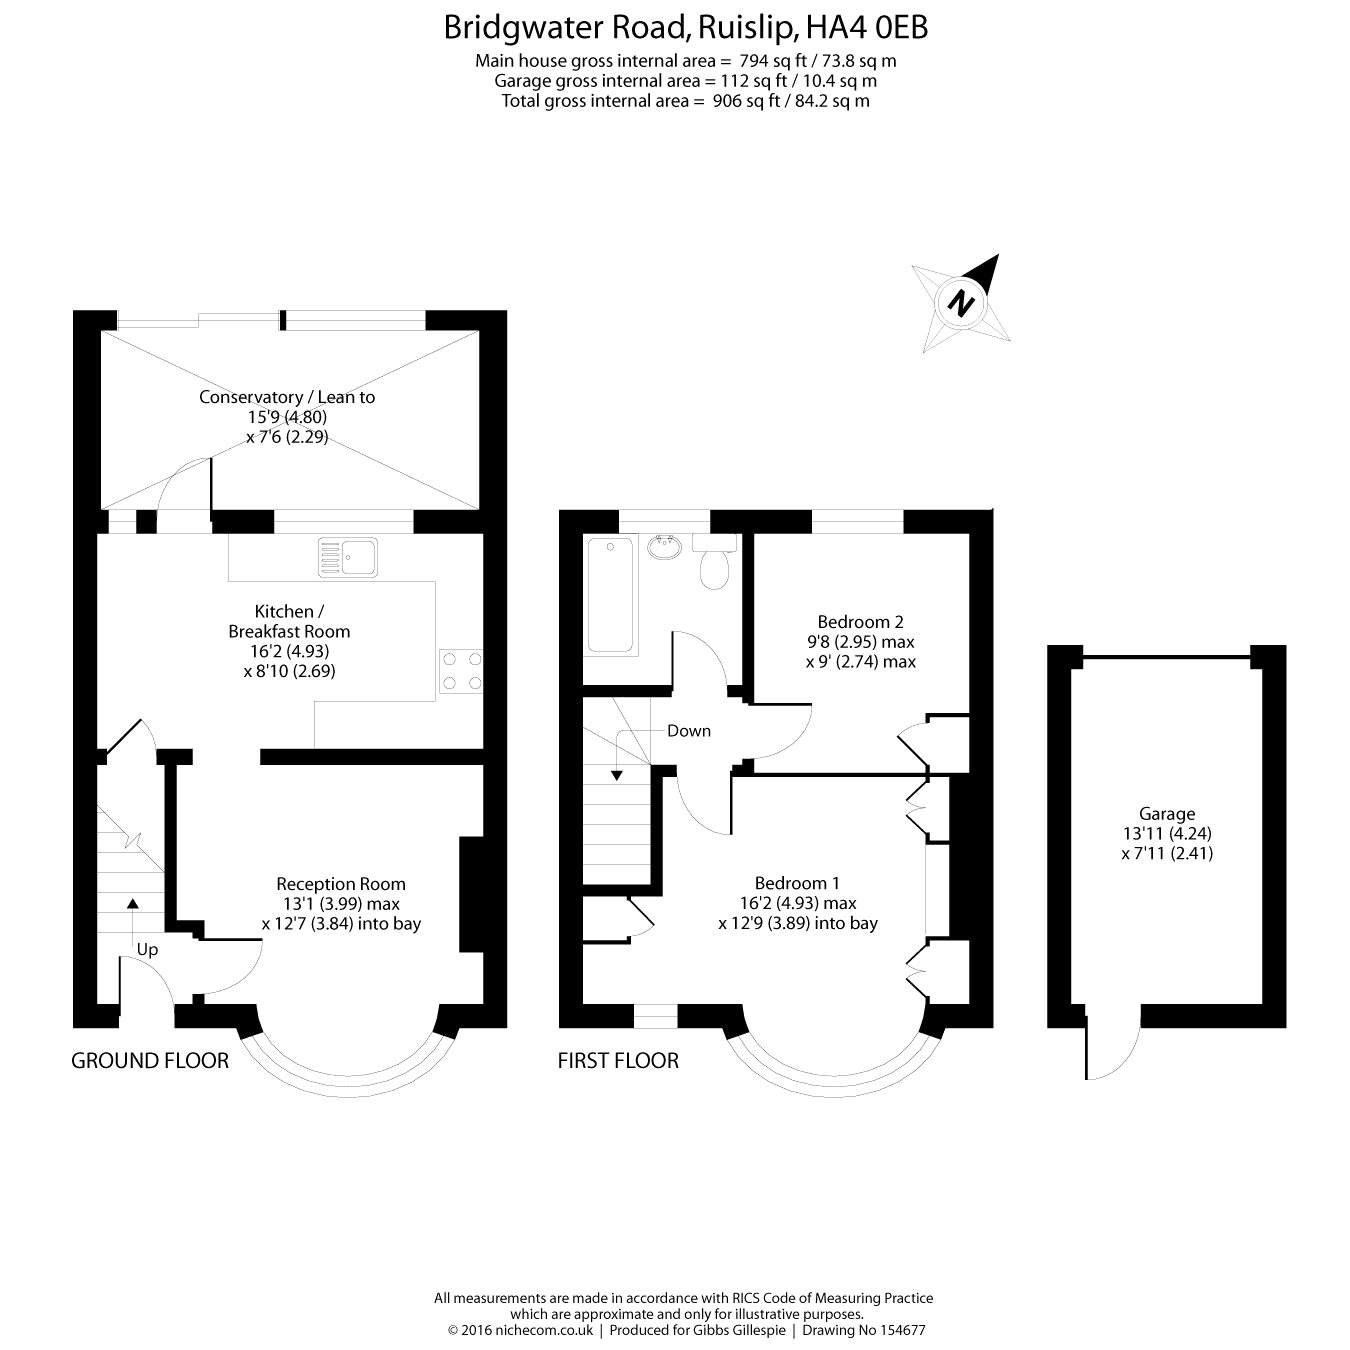 Bridgwater Road, Ruislip, HA4 0EB
Main house gross internal area = 794 sq ft / 73.8 sq m
Garage gross internal area = 112 sq ft / 10.4 sq m
Total gross internal area = 906 sq ft / 84.2 sq m
N
Conservatory / Lean to
15'9 (4.80)
x 7'6 (2.29)
Kitchen /
Breakfast Room
16'2 (4.93)
x 8'10 (2.69)
Reception Room
13'1 (3.99) max
x 12'7 (3.84) into bay
Up
GROUND FLOOR
Bedroom 2
9'8 (2.95) max
x 9' (2.74) max
Down
Bedroom 1
16'2 (4.93) max
x 12'9 (3.89) into bay
FIRST FLOOR
Garage
13'11 (4.24)
x 7'11 (2.41)
All measurements are made in accordance with RICS Code of Measuring Practice
which are approximate and only for illustrative purposes.
© 2016 nichecom.co.uk | Produced for Gibbs Gillespie | Drawing No 154677